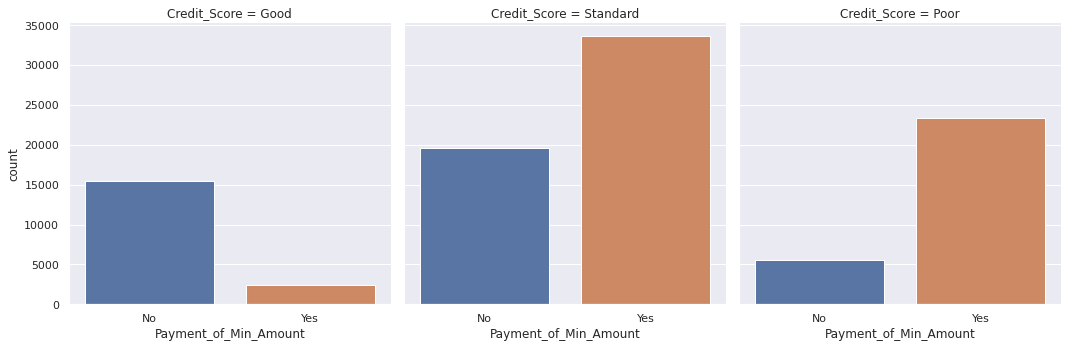 Credit_Score = Good
Credit_Score = Standard
Credit_Score = Poor
35000
30000
25000
20000
15000
10000
5000
0
count
No
Yes
No
Yes
No
Yes
Payment_of_Min_Amount
Payment_of_Min_Amount
Payment_of_Min_Amount